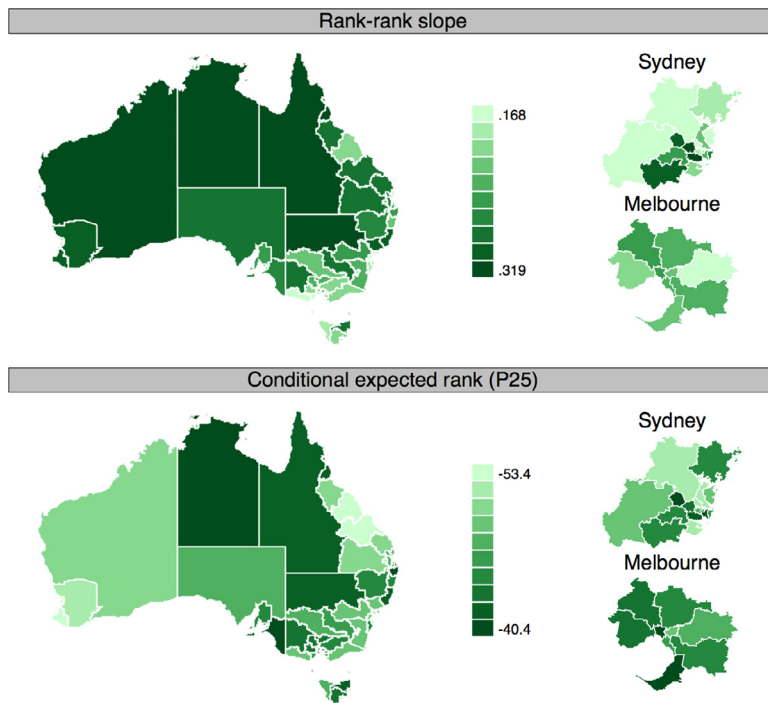 Rank-rank slope
Sydney
.168
Melbourne
.319
Conditional expected rank (P25)
Sydney
-53.4
Melbourne
-40.4